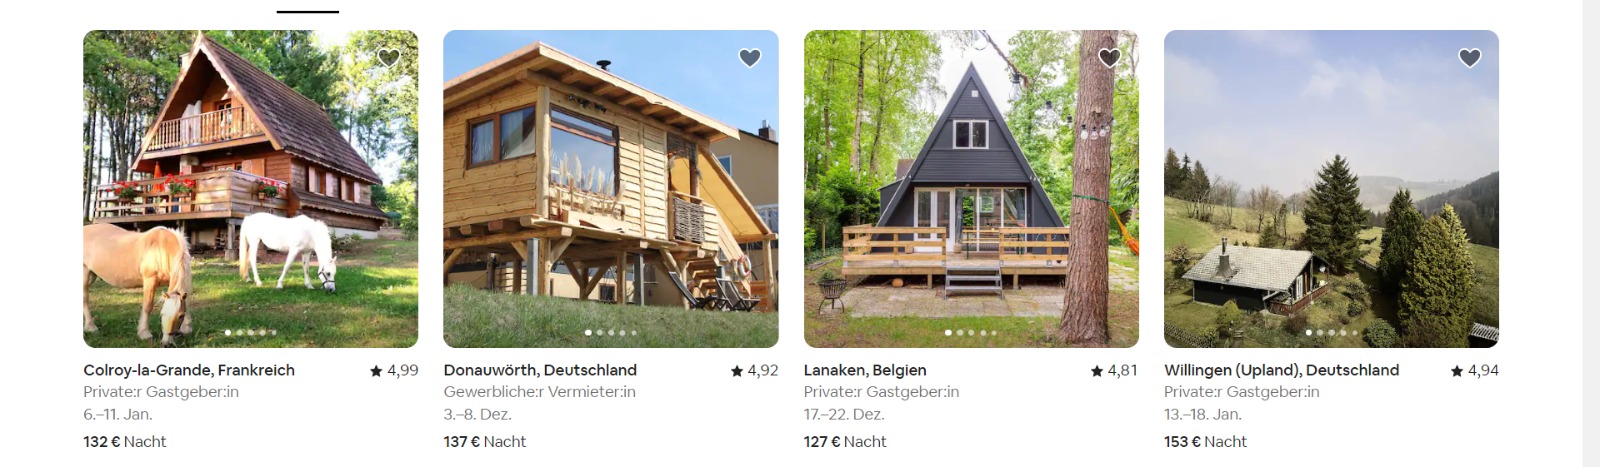 Colroy-la-Grande, Frankreich ★ 4,99
Private:r Gastgeber:in
6.–11. Jan.
132 € Nacht
Donauwörth, Deutschland ★ 4,92
Gewerbliche:r Vermieter:in
3.–8. Dez.
137 € Nacht
Lanaken, Belgien ★ 4,81
Private:r Gastgeber:in
17.–22. Dez.
127 € Nacht
Willingen (Upland), Deutschland ★ 4,94
Private:r Gastgeber:in
13.–18. Jan.
153 € Nacht